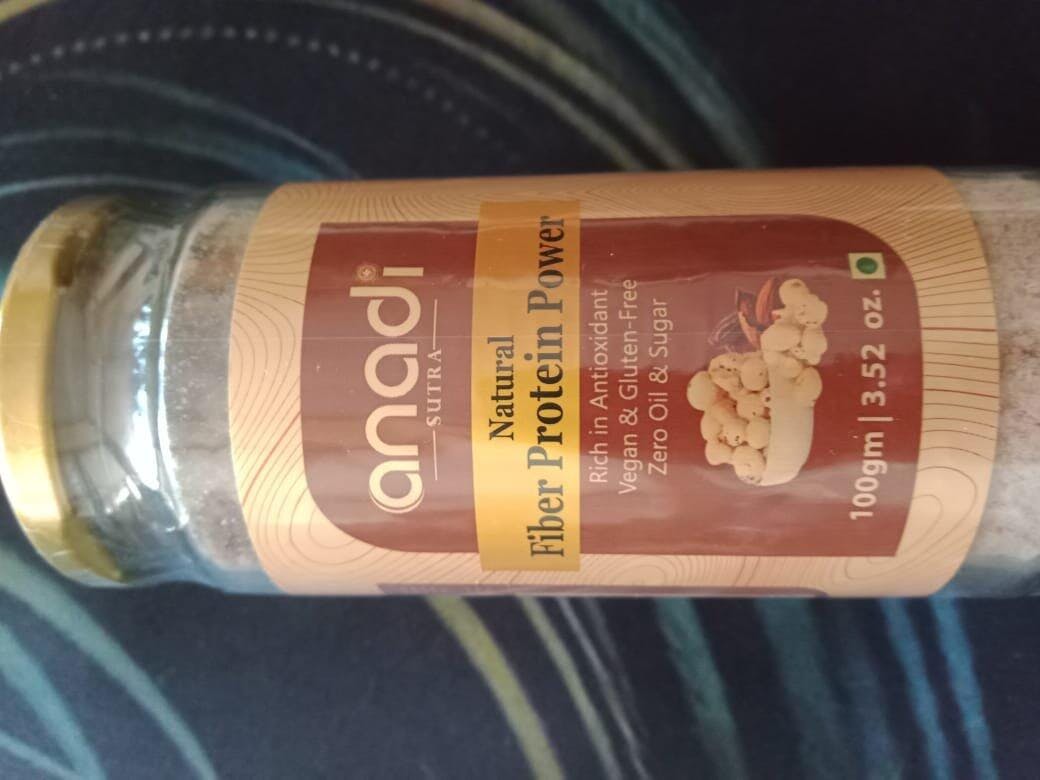 anadi
SUTRA
Natural
Fiber Protein Power
Rich in Antioxidant
Vegan & Gluten-Free
Zero Oil & Sugar
100gm | 3.52 oz.